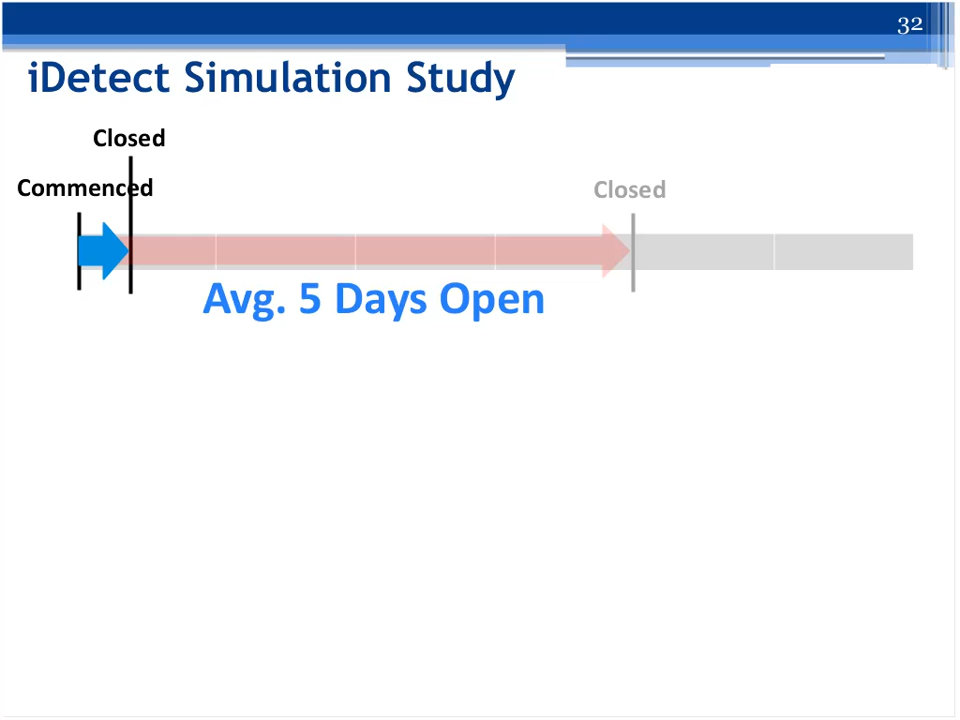 32
iDetect Simulation Study
Closed
Commenced
Closed
Avg. 5 Days Open